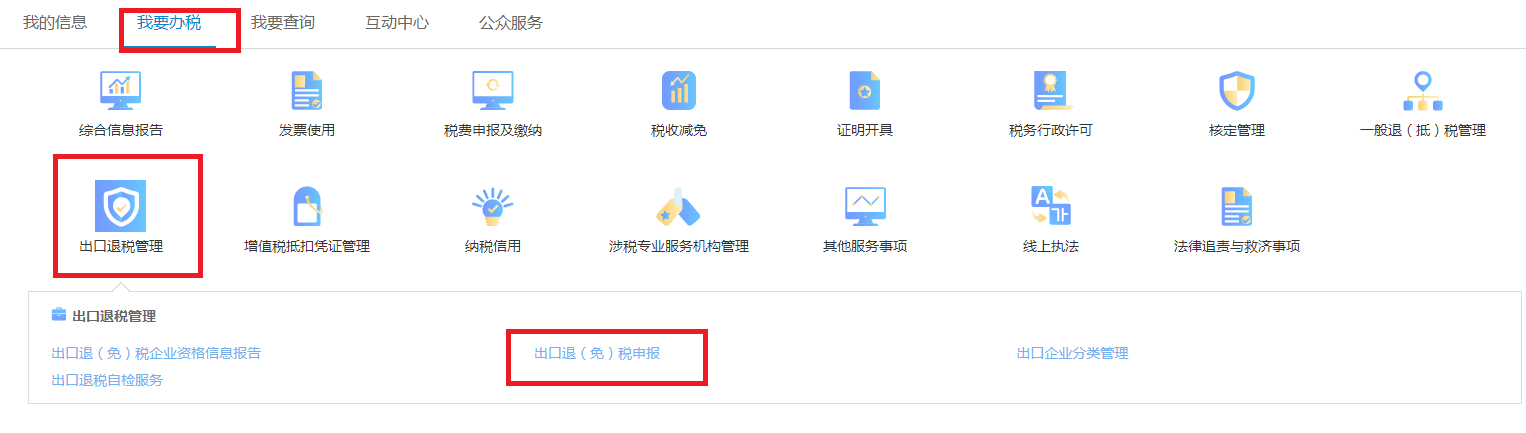 我的信息 我要办税 我要查询 互动中心 公众服务
综合信息报告 发票使用 税费申报及缴纳 税收减免 证明开具 税务行政许可 核定管理 一般退（抵）税管理
出口退税管理 增值税抵扣凭证管理 纳税信用 涉税专业服务机构管理 其他服务事项 线上执法 法律追责与救济事项
出口退税管理
出口退（免）税企业资格信息报告 出口退（免）税申报 出口企业分类管理
出口退税自检服务